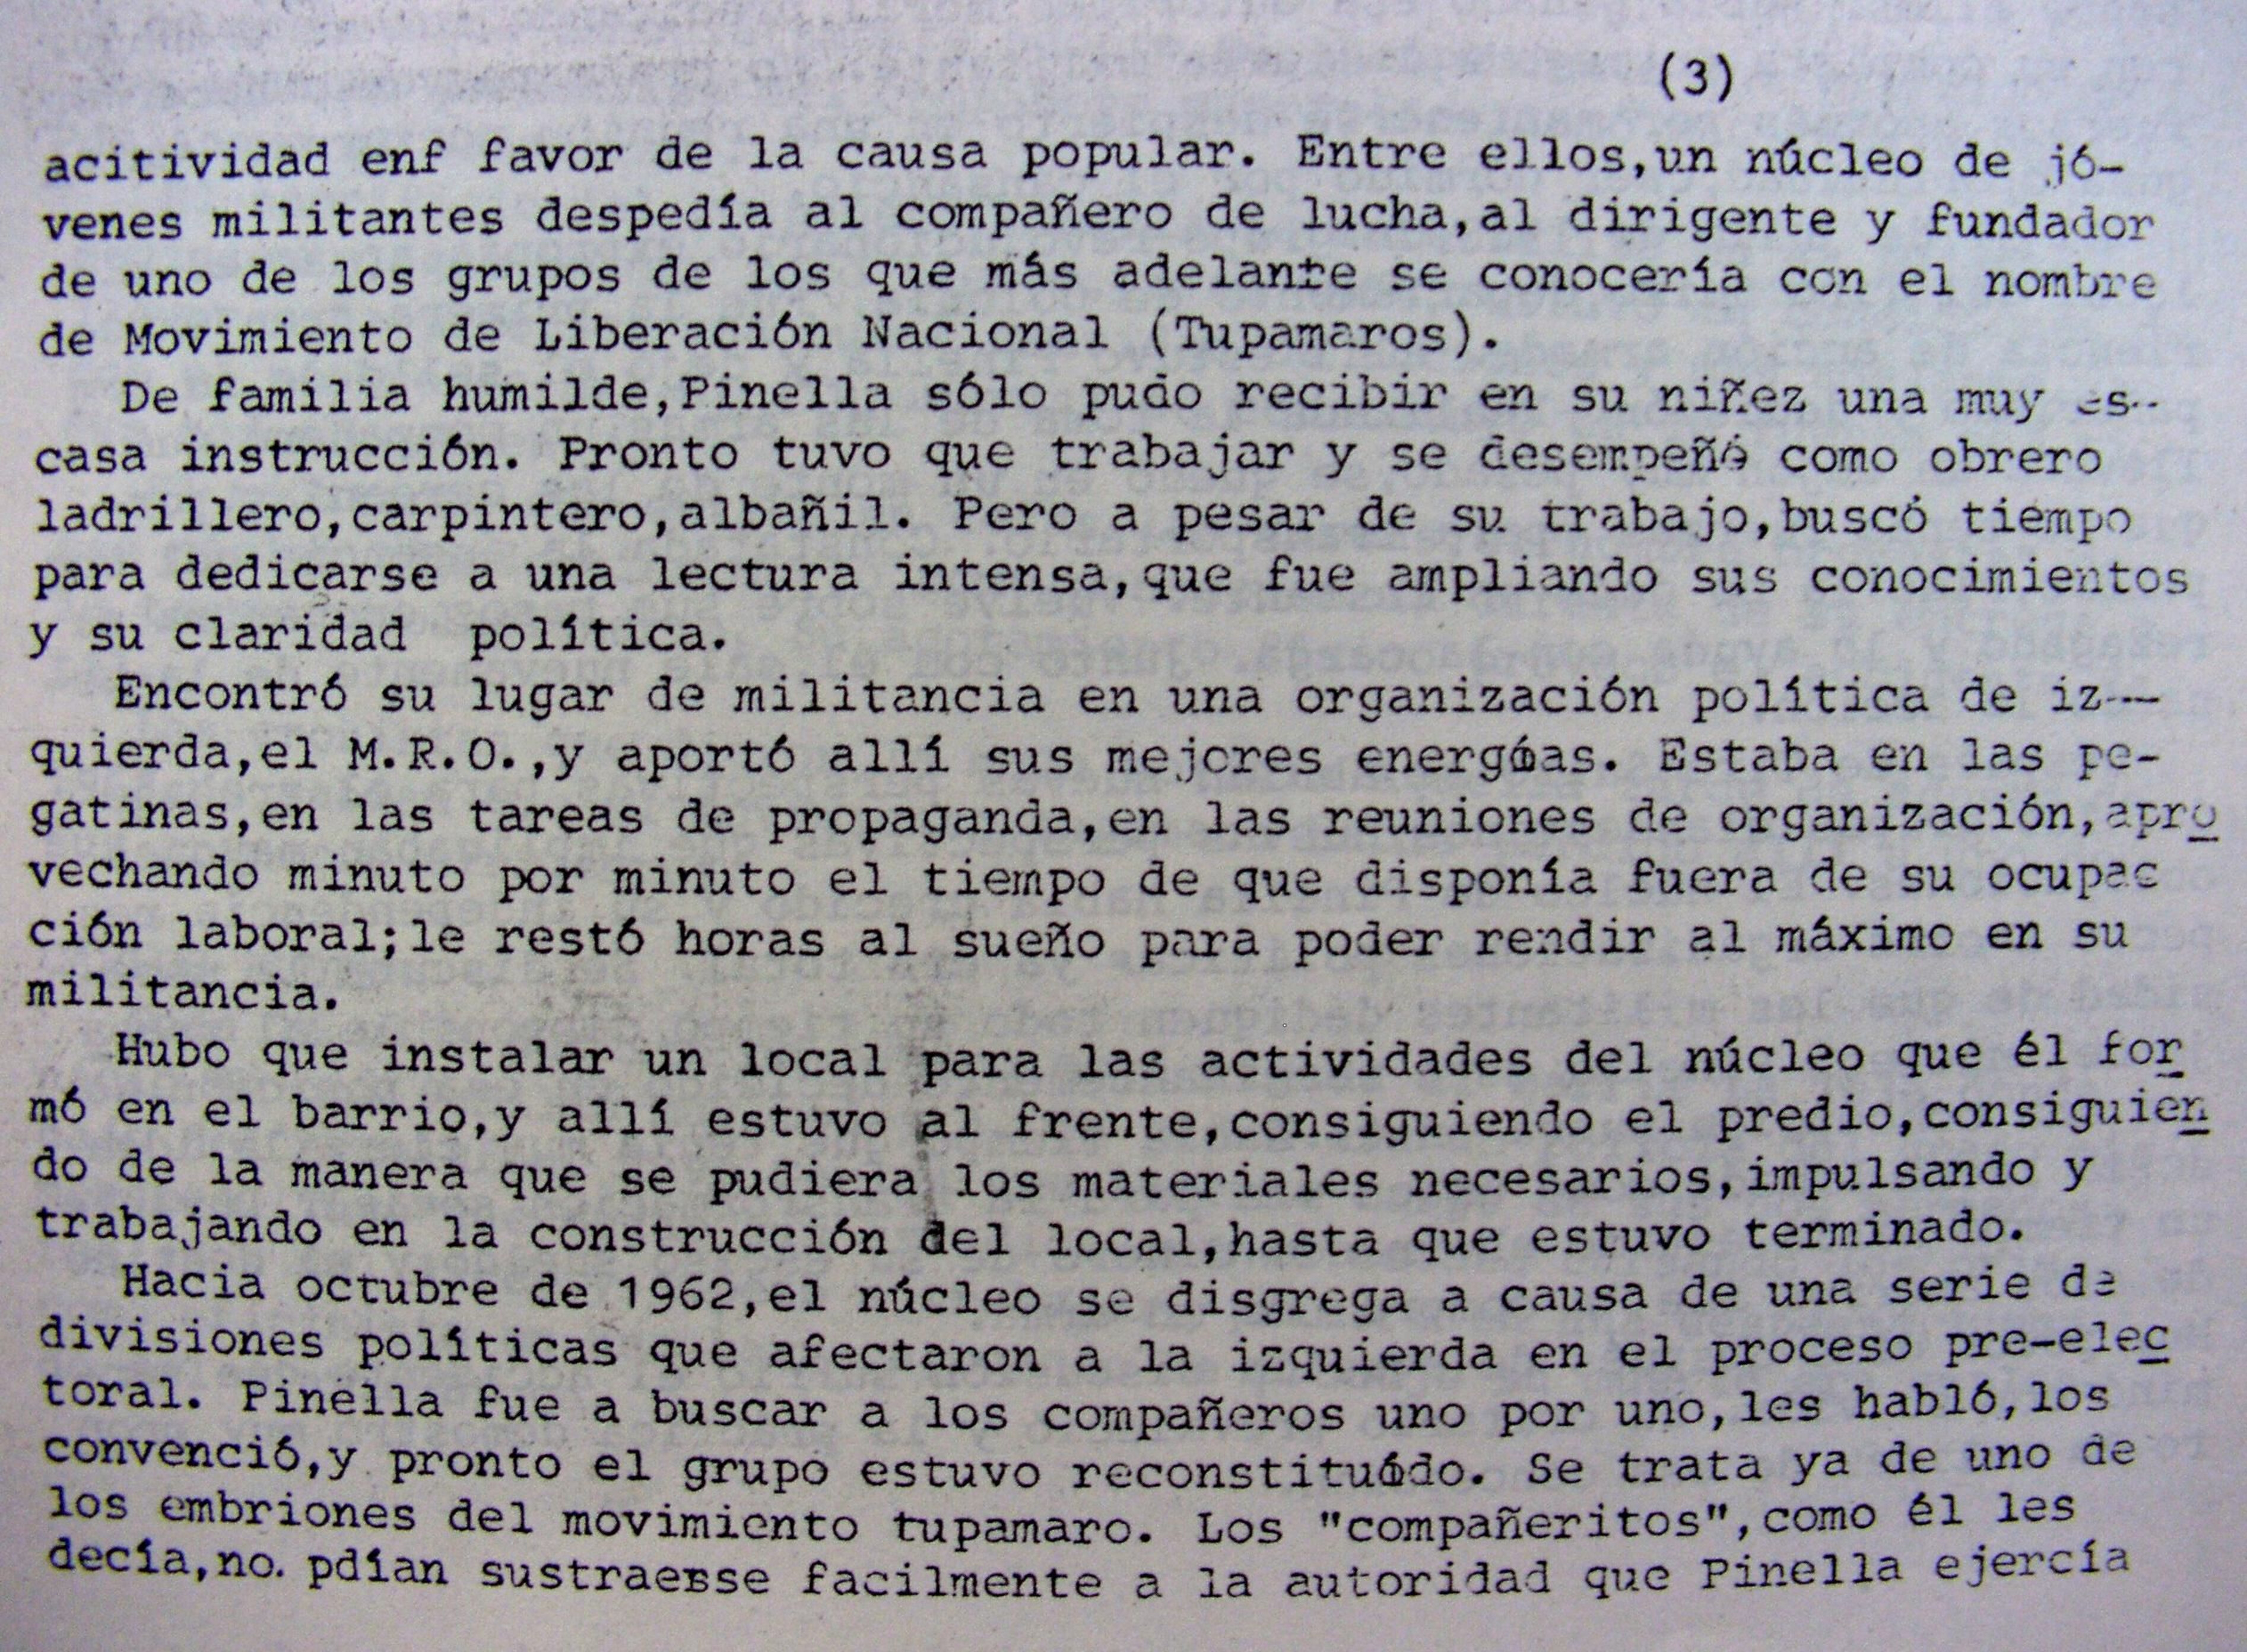 (3)
acitividad enf favor de la causa popular. Entre ellos,un núcleo de jó-
venes militantes despedía al compañero de lucha,al dirigente y fundador
de uno de los grupos de los que más adelante se conocería con el nombre
de Movimiento de Liberación Nacional (Tupamaros).
De familia humilde,Pinella sólo pudo recibir en su niñez una muy es--
casa instrucción. Pronto tuvo que trabajar y se desempeñó como obrero
ladrillero,carpintero,albañil. Pero a pesar de su trabajo,buscó tiempo
para dedicarse a una lectura intensa,que fue ampliando sus conocimientos
y su claridad política.
Encontró su lugar de militancia en una organización política de iz--
quierda,el M.R.O.,y aportó allí sus mejores energóas. Estaba en las pe-
gatinas,en las tareas de propaganda,en las reuniones de organización,apro
vechando minuto por minuto el tiempo de que disponía fuera de su ocupac
ción laboral;le restó horas al sueño para poder rendir al máximo en su
militancia.
Hubo que instalar un local para las actividades del núcleo que él for
mó en el barrio,y allí estuvo al frente,consiguiendo el predio,consiguien
do de la manera que se pudiera los materiales necesarios,impulsando y
trabajando en la construcción del local,hasta que estuvo terminado.
Hacia octubre de 1962,el núcleo se disgrega a causa de una serie de
divisiones políticas que afectaron a la izquierda en el proceso pre-elec
toral. Pinella fue a buscar a los compañeros uno por uno,les habló,los
convenció,y pronto el grupo estuvo reconstituódo. Se trata ya de uno de
los embriones del movimiento tupamaro. Los "compañeritos",como él les
decía,no. pdían sustraesse facilmente a la autoridad que Pinella ejercía